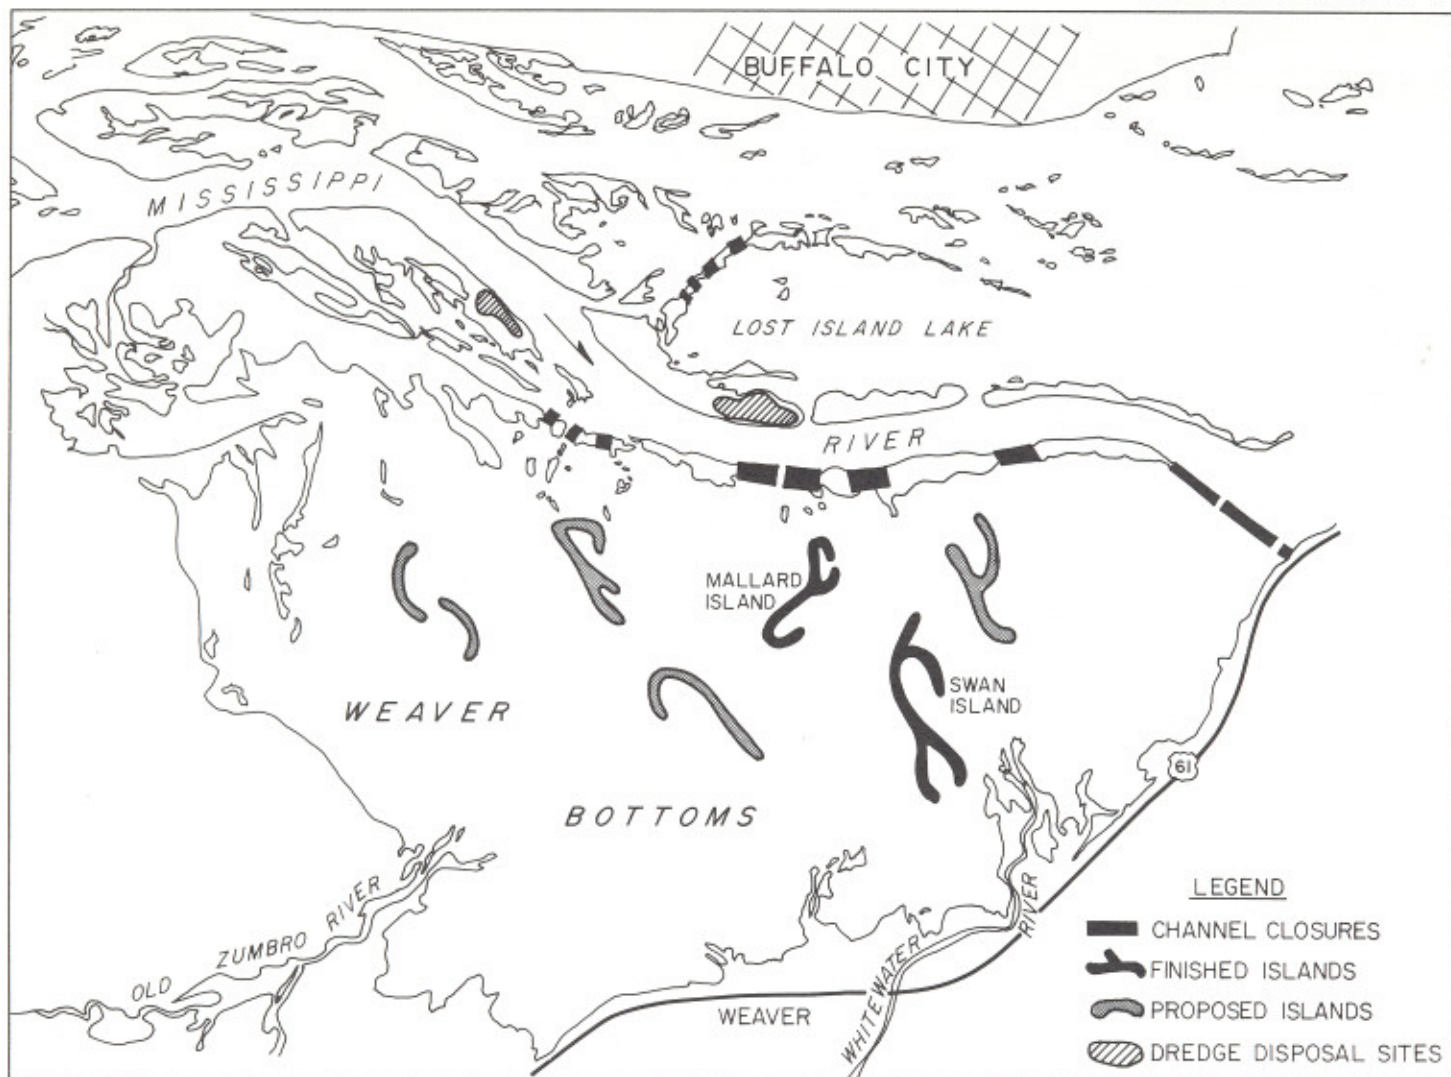 BUFFALO CITY
MISSISSIPPI
LOST ISLAND LAKE
RIVER
MALLARD
ISLAND
SWAN
ISLAND
WEAVER
61
BOTTOMS
OLD ZUMBRO RIVER
WEAVER
WHITEWATER RIVER
LEGEND
CHANNEL CLOSURES
FINISHED ISLANDS
PROPOSED ISLANDS
DREDGE DISPOSAL SITES